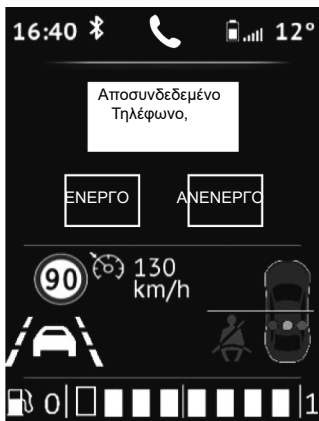 16:40 12°
Αποσυνδεδεμένο
Τηλέφωνο,
ΕΝΕΡΓΟ ΑΝΕΝΕΡΓΟ
90 130
km/h
0 1